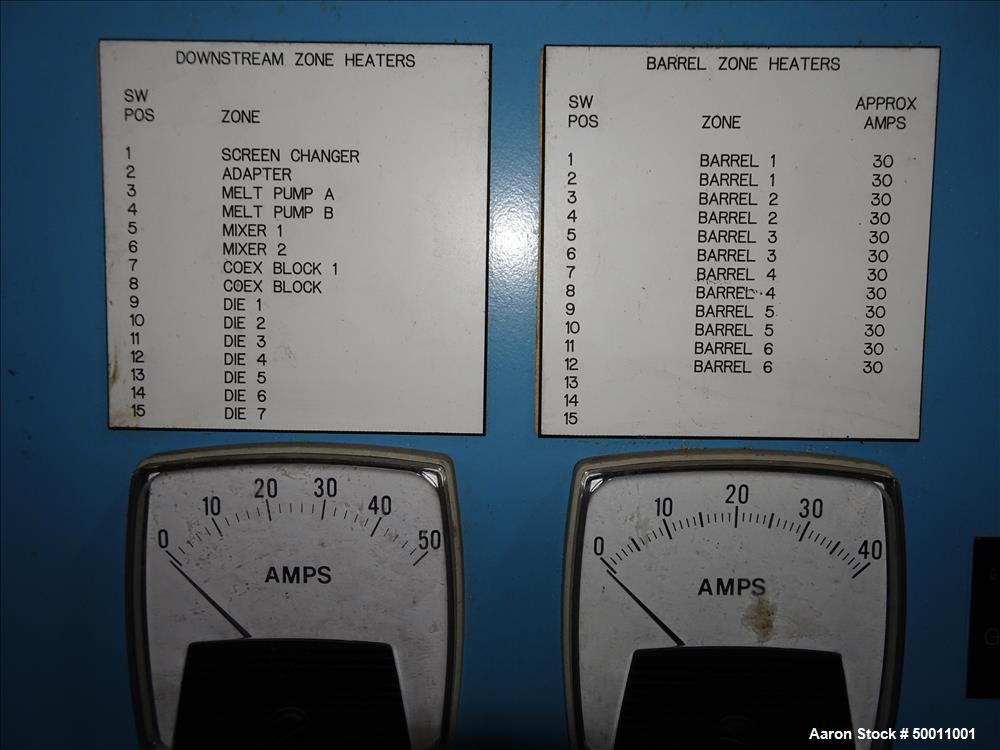 DOWNSTREAM ZONE HEATERS
SW
POS ZONE
1 SCREEN CHANGER
2 ADAPTER
3 MELT PUMP A
4 MELT PUMP B
5 MIXER 1
6 MIXER 2
7 COEX BLOCK 1
8 COEX BLOCK
9 DIE 1
10 DIE 2
11 DIE 3
12 DIE 4
13 DIE 5
14 DIE 6
15 DIE 7
BARREL ZONE HEATERS
SW APPROX
POS ZONE AMPS
1 BARREL 1 30
2 BARREL 1 30
3 BARREL 2 30
4 BARREL 2 30
5 BARREL 3 30
6 BARREL 3 30
7 BARREL 4 30
8 BARREL 4 30
9 BARREL 5 30
10 BARREL 5 30
11 BARREL 6 30
12 BARREL 6 30
13
14
15
0 10 20 30 40 50
AMPS
0 10 20 30 40
AMPS
Aaron Stock # 50011001